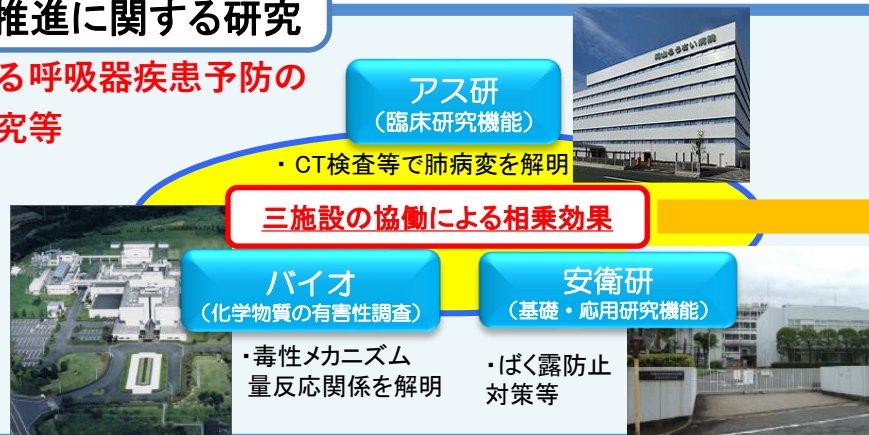 推進に関する研究
る呼吸器疾患予防の
究等
アス研
（臨床研究機能）
・ CT検査等で肺病変を解明
三施設の協働による相乗効果
バイオ
（化学物質の有害性調査）
安衛研
（基礎・応用研究機能）
・毒性メカニズム
量反応関係を解明
・ばく露防止
対策等